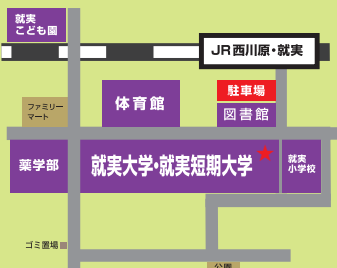 就実
こども園
JR西川原・就実
ファミリー
マート
体育館
駐車場
図書館
薬学部
就実大学・就実短期大学
就実
小学校
ゴミ置場
公園